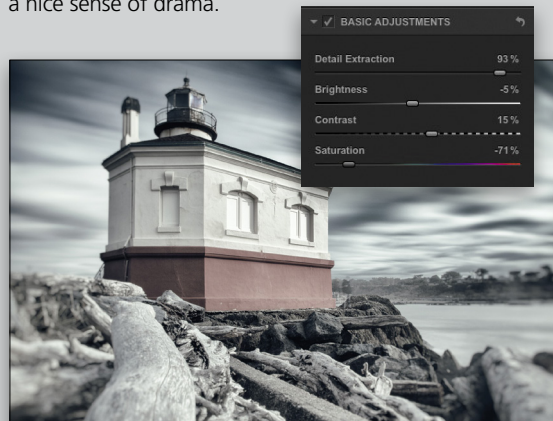 a nice sense of drama.
BASIC ADJUSTMENTS
Detail Extraction 93 %
Brightness -5 %
Contrast 15 %
Saturation -71 %